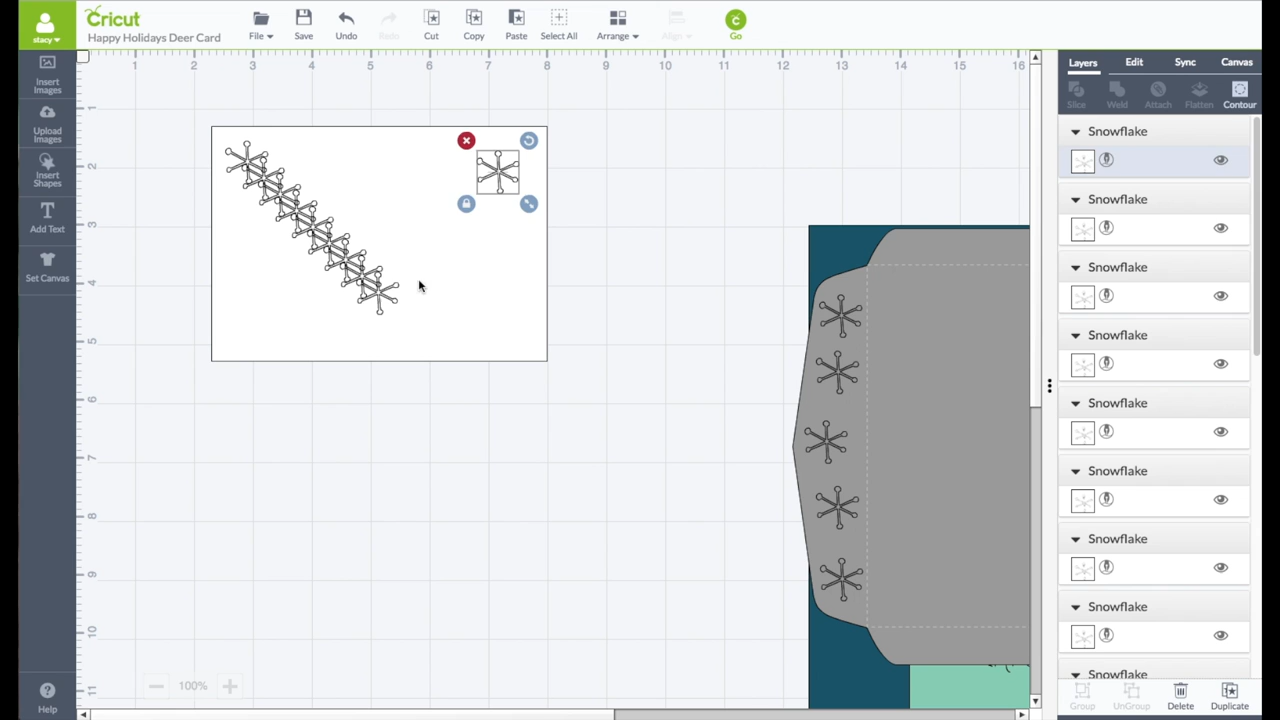 Cricut
Happy Holidays Deer Card
stacy
File
Save
Undo
Redo
Cut
Copy
Paste
Select All
Arrange
Align
Go
Insert
Images
Upload
Images
Insert
Shapes
Add Text
Set Canvas
Help
1 2 3 4 5 6 7 8 9 10 11 12 13 14 15 16
1
2
3
4
5
6
7
8
9
10
11
100%
Layers Edit Sync Canvas
Slice Weld Attach Flatten Contour
Snowflake
Snowflake
Snowflake
Snowflake
Snowflake
Snowflake
Snowflake
Snowflake
Snowflake
Group UnGroup Delete Duplicate